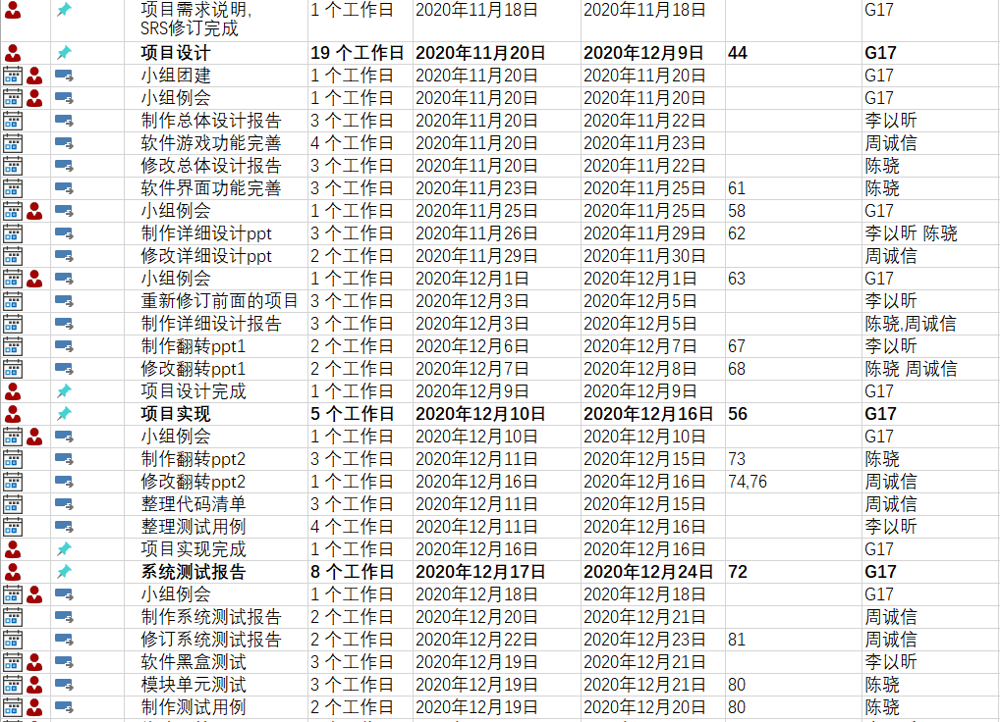 项目需求说明, 1 个工作日 2020年11月18日 2020年11月18日 G17
SRS修订完成
项目设计 19 个工作日 2020年11月20日 2020年12月9日 44 G17
小组团建 1 个工作日 2020年11月20日 2020年11月20日 G17
小组例会 1 个工作日 2020年11月20日 2020年11月20日 G17
制作总体设计报告 3 个工作日 2020年11月20日 2020年11月22日 李以昕
软件游戏功能完善 4 个工作日 2020年11月20日 2020年11月23日 周诚信
修改总体设计报告 3 个工作日 2020年11月20日 2020年11月22日 陈骁
软件界面功能完善 3 个工作日 2020年11月23日 2020年11月25日 61 陈骁
小组例会 1 个工作日 2020年11月25日 2020年11月25日 58 G17
制作详细设计ppt 3 个工作日 2020年11月26日 2020年11月29日 62 李以昕 陈骁
修改详细设计ppt 2 个工作日 2020年11月29日 2020年11月30日 周诚信
小组例会 1 个工作日 2020年12月1日 2020年12月1日 63 G17
重新修订前面的项目 3 个工作日 2020年12月3日 2020年12月5日 李以昕
制作详细设计报告 3 个工作日 2020年12月3日 2020年12月5日 陈骁,周诚信
制作翻转ppt1 2 个工作日 2020年12月6日 2020年12月7日 67 李以昕
修改翻转ppt1 2 个工作日 2020年12月7日 2020年12月8日 68 陈骁 周诚信
项目设计完成 1 个工作日 2020年12月9日 2020年12月9日 G17
项目实现 5 个工作日 2020年12月10日 2020年12月16日 56 G17
小组例会 1 个工作日 2020年12月10日 2020年12月10日 G17
制作翻转ppt2 3 个工作日 2020年12月11日 2020年12月15日 73 陈骁
修改翻转ppt2 1 个工作日 2020年12月16日 2020年12月16日 74,76 周诚信
整理代码清单 3 个工作日 2020年12月11日 2020年12月15日 周诚信
整理测试用例 4 个工作日 2020年12月11日 2020年12月16日 李以昕
项目实现完成 1 个工作日 2020年12月16日 2020年12月16日 G17
系统测试报告 8 个工作日 2020年12月17日 2020年12月24日 72 G17
小组例会 1 个工作日 2020年12月18日 2020年12月18日 G17
制作系统测试报告 2 个工作日 2020年12月20日 2020年12月21日 周诚信
修订系统测试报告 2 个工作日 2020年12月22日 2020年12月23日 81 周诚信
软件黑盒测试 3 个工作日 2020年12月19日 2020年12月21日 李以昕
模块单元测试 3 个工作日 2020年12月19日 2020年12月21日 80 陈骁
制作测试用例 2 个工作日 2020年12月19日 2020年12月20日 80 陈骁